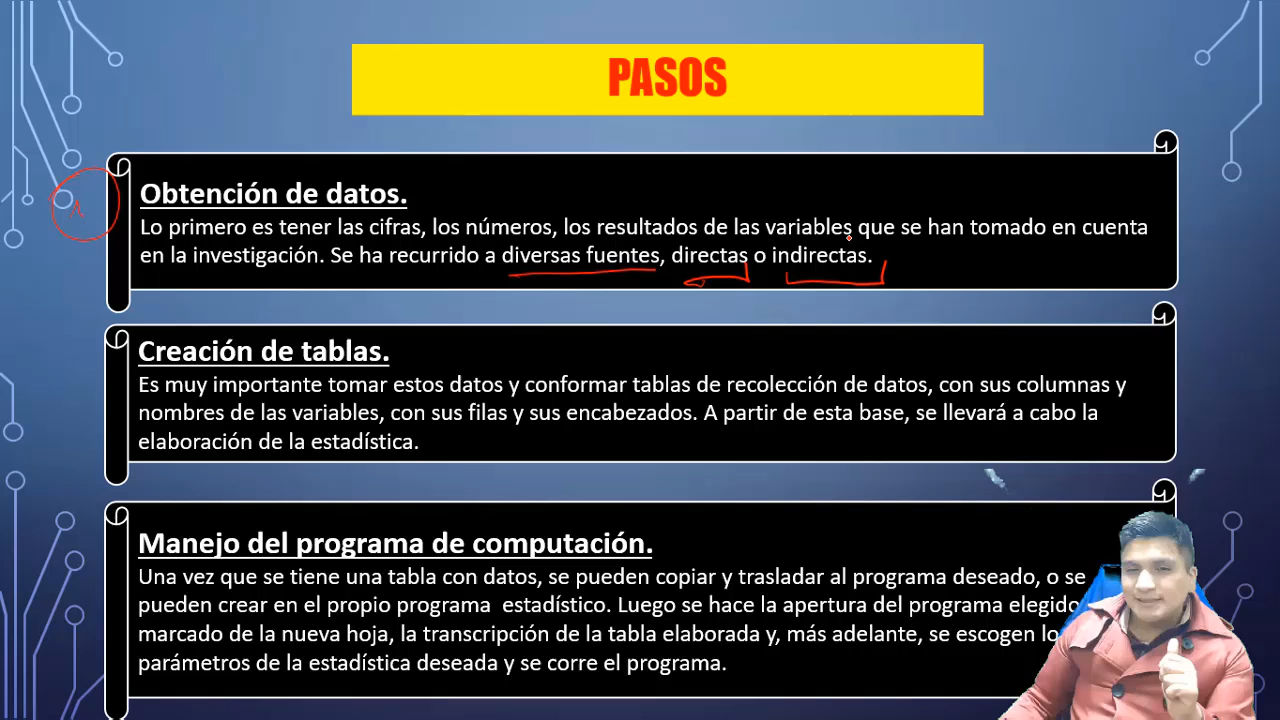 PASOS
Obtención de datos.
Lo primero es tener las cifras, los números, los resultados de las variables que se han tomado en cuenta
en la investigación. Se ha recurrido a diversas fuentes, directas o indirectas.
Creación de tablas.
Es muy importante tomar estos datos y conformar tablas de recolección de datos, con sus columnas y
nombres de las variables, con sus filas y sus encabezados. A partir de esta base, se llevará a cabo la
elaboración de la estadística.
Manejo del programa de computación.
Una vez que se tiene una tabla con datos, se pueden copiar y trasladar al programa deseado, o se
pueden crear en el propio programa  estadístico. Luego se hace la apertura del programa elegido
marcado de la nueva hoja, la transcripción de la tabla elaborada y, más adelante, se escogen
parámetros de la estadística deseada y se corre el programa.